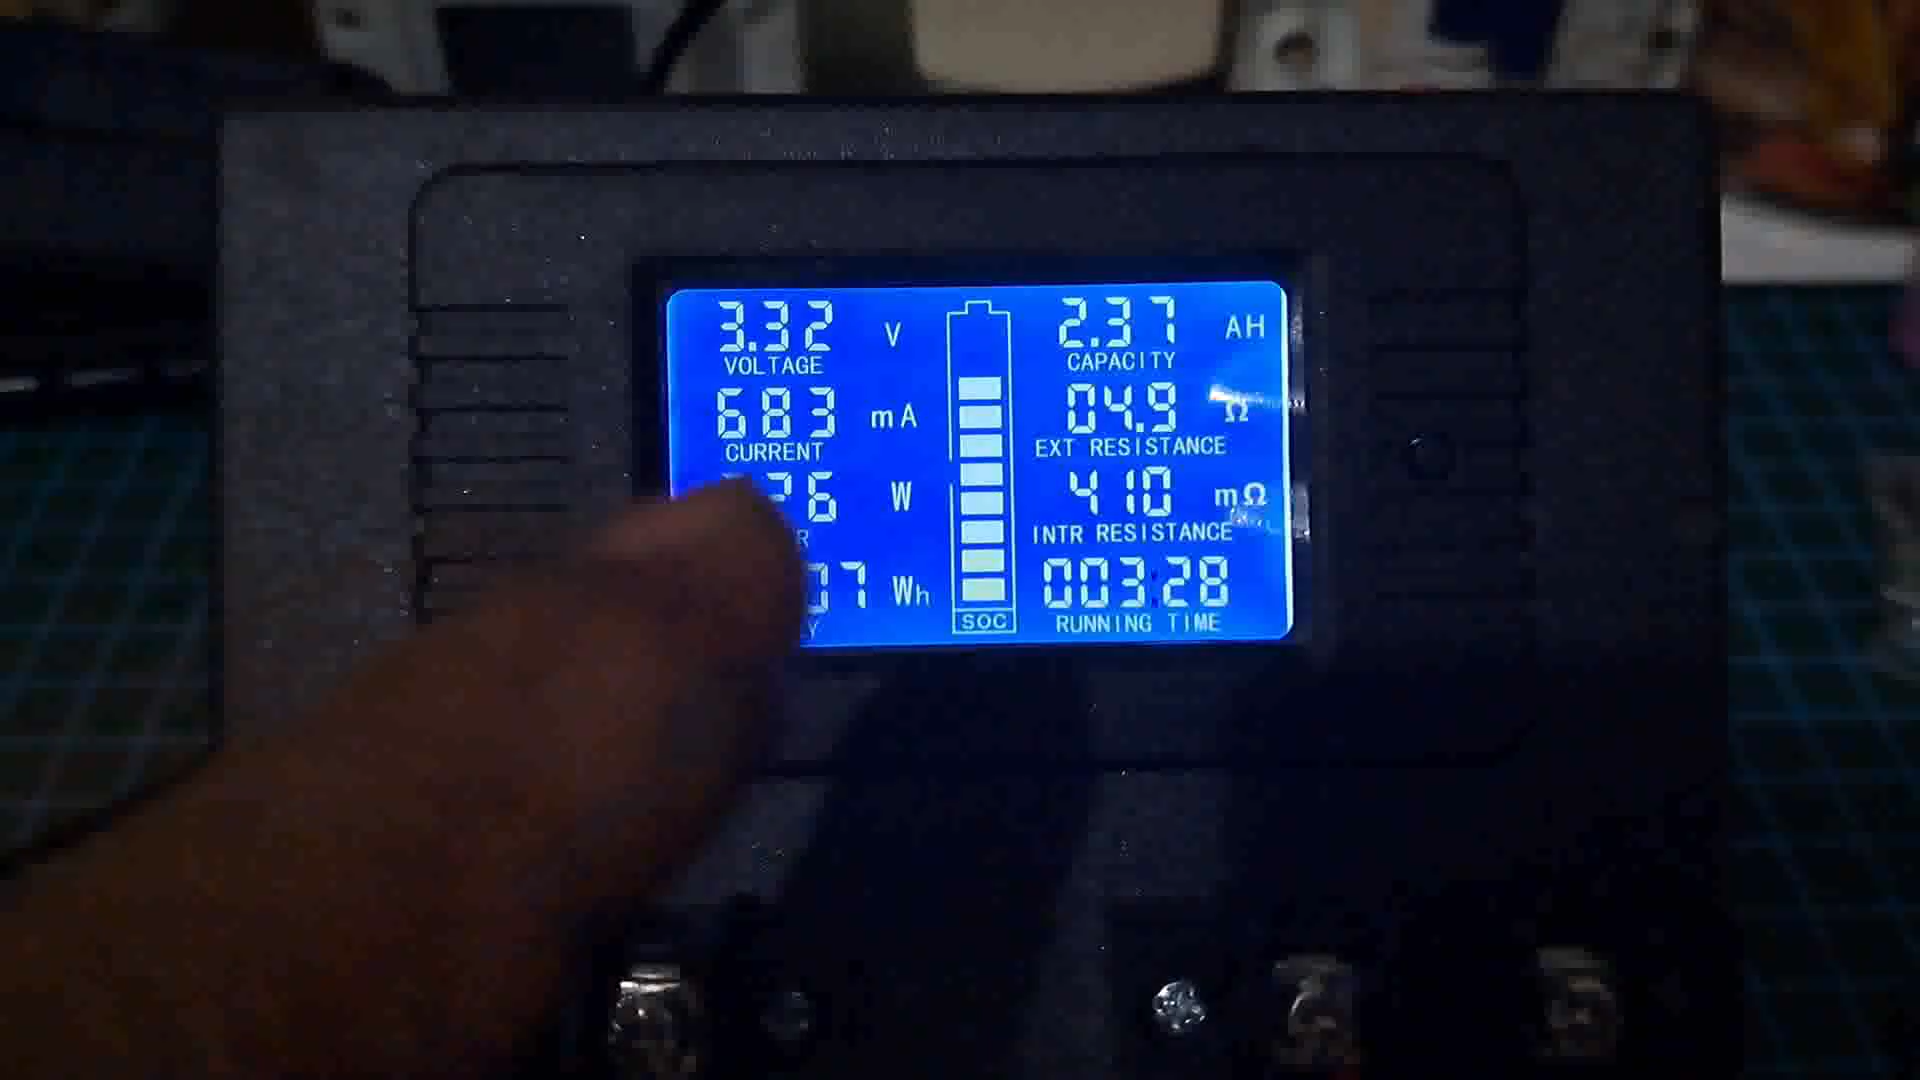 3.32 V
VOLTAGE
683 mA
CURRENT
W
Wh
SOC
2.37 AH
CAPACITY
04.9 Ω
EXT RESISTANCE
410 mΩ
INTR RESISTANCE
003:28
RUNNING TIME